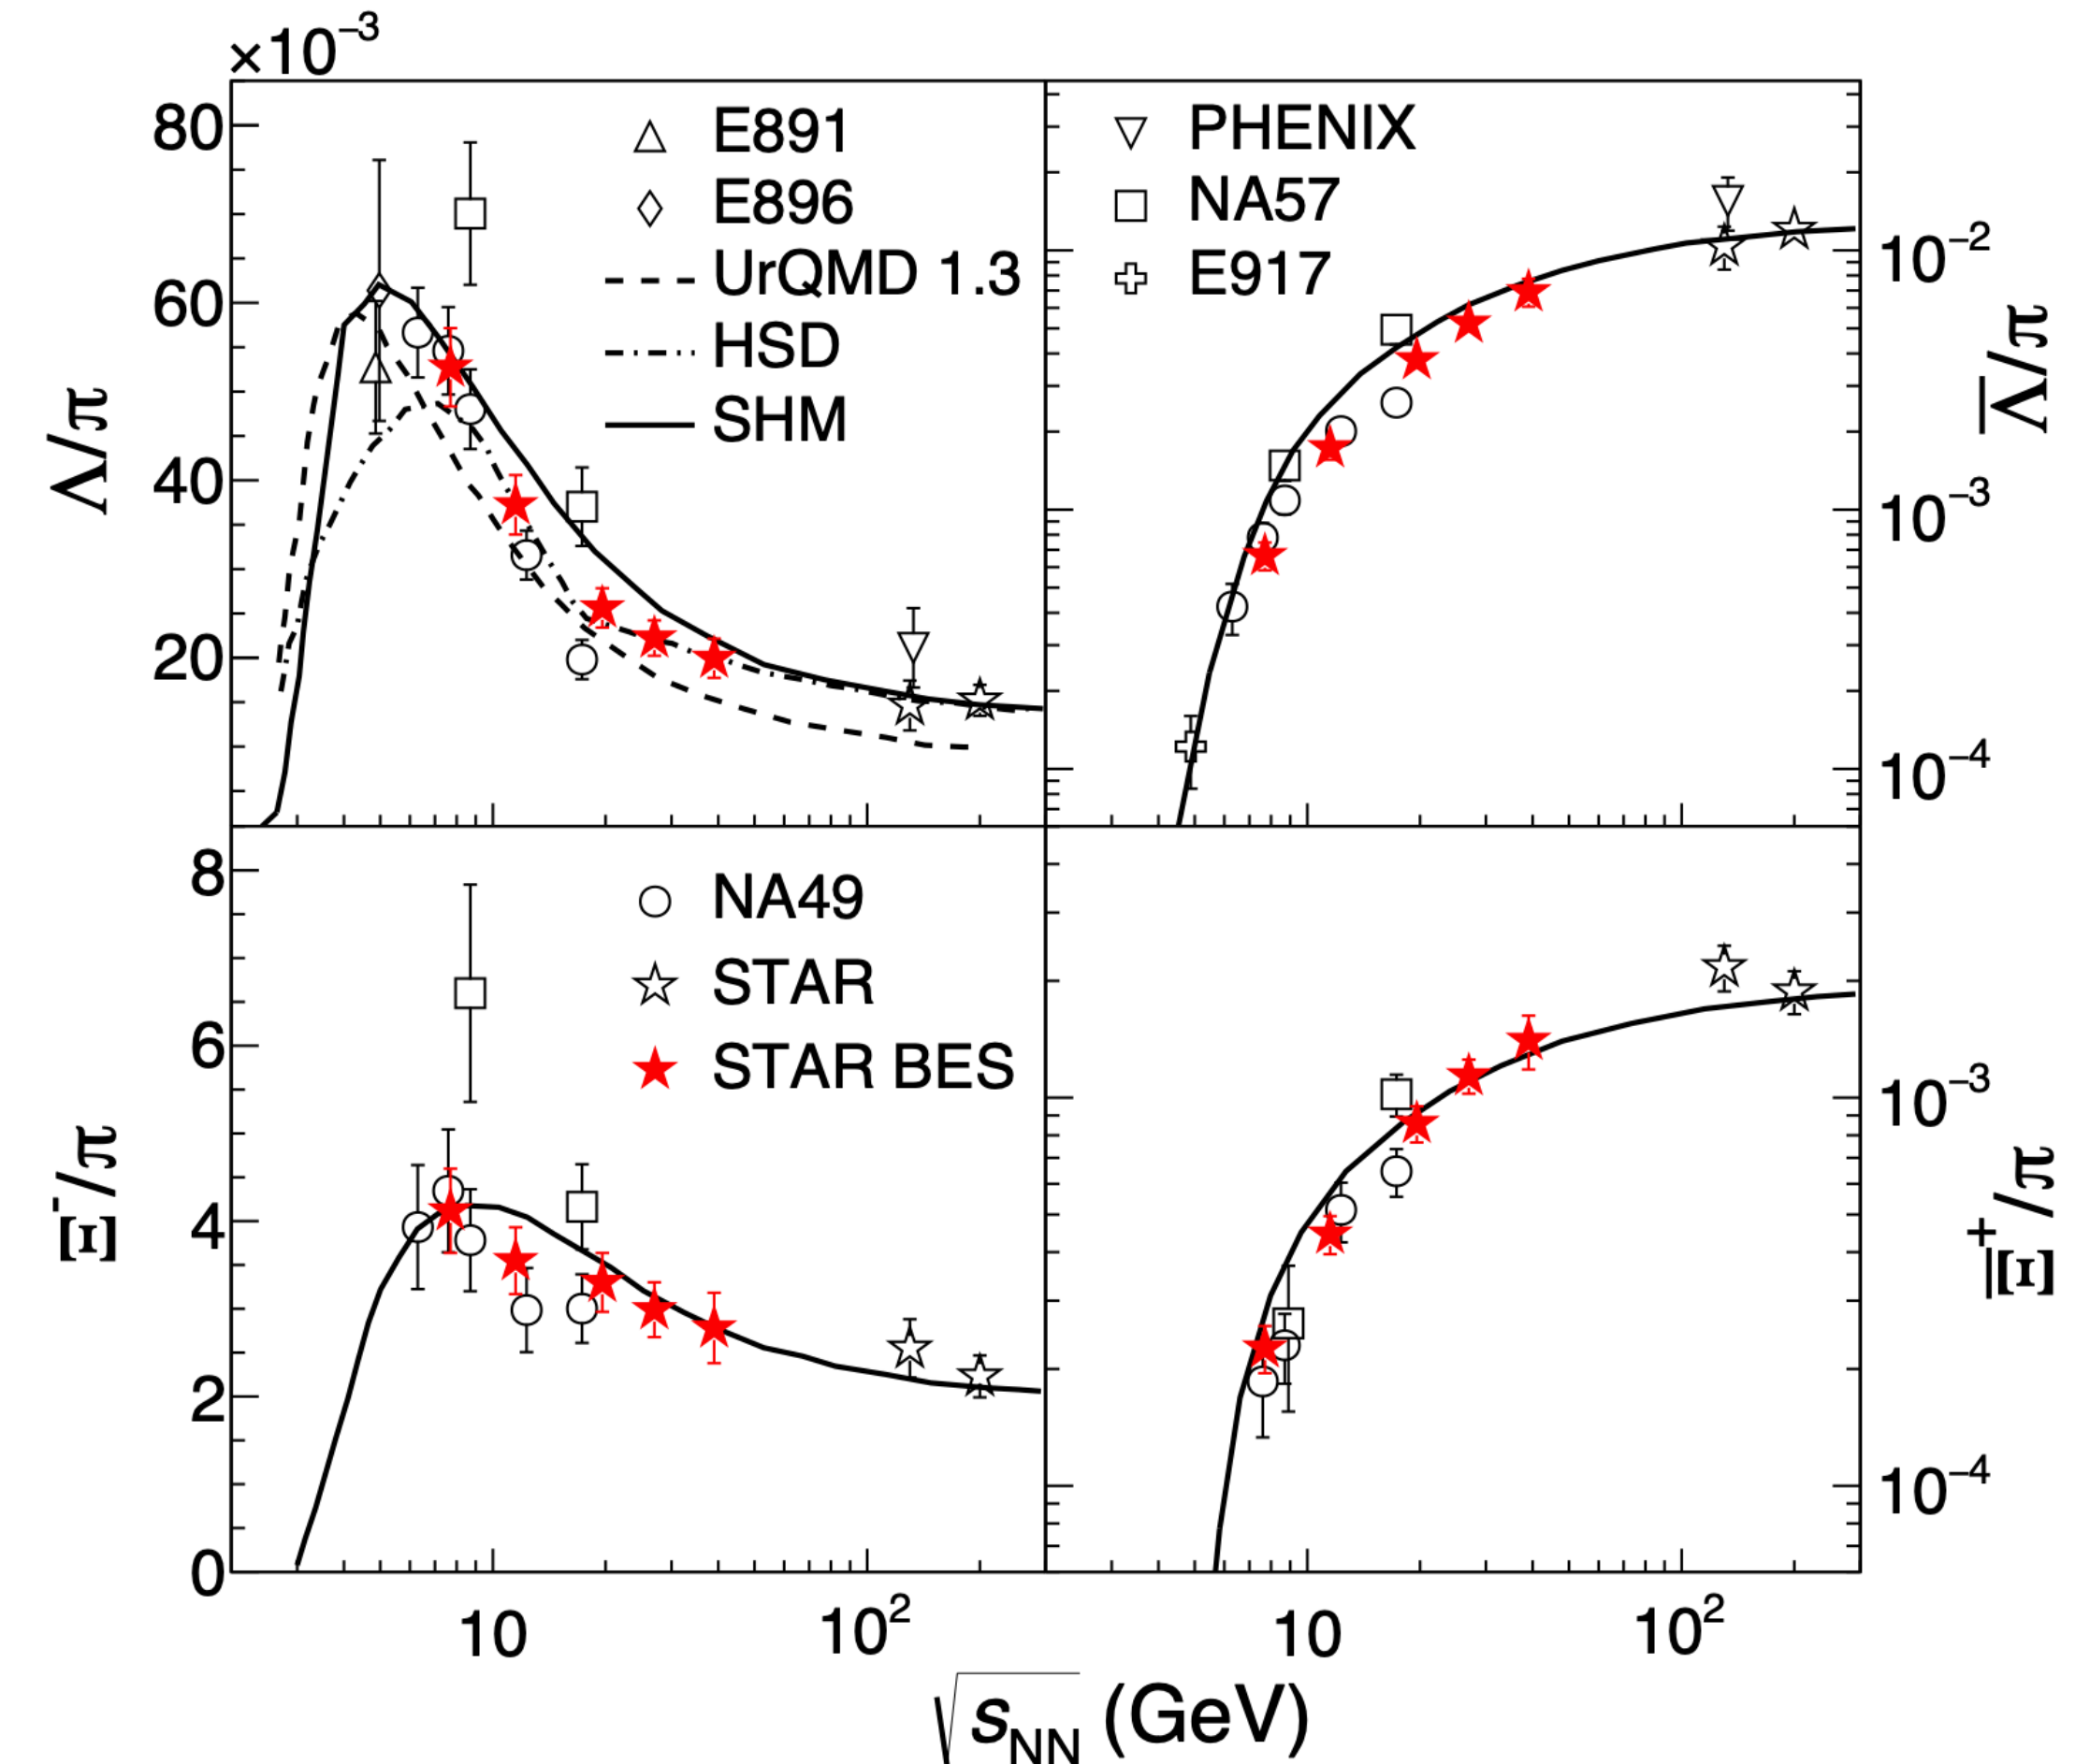 ×10⁻³
80
60
40
20
Λ/π
E891
E896
UrQMD 1.3
HSD
SHM
PHENIX
NA57
E917
10⁻²
10⁻³
10⁻⁴
Λ̅/π
8
6
4
2
0
Ξ⁻/π
NA49
STAR
STAR BES
10⁻³
10⁻⁴
Ξ̅⁺/π
10
10²
10
10²
√sNN (GeV)